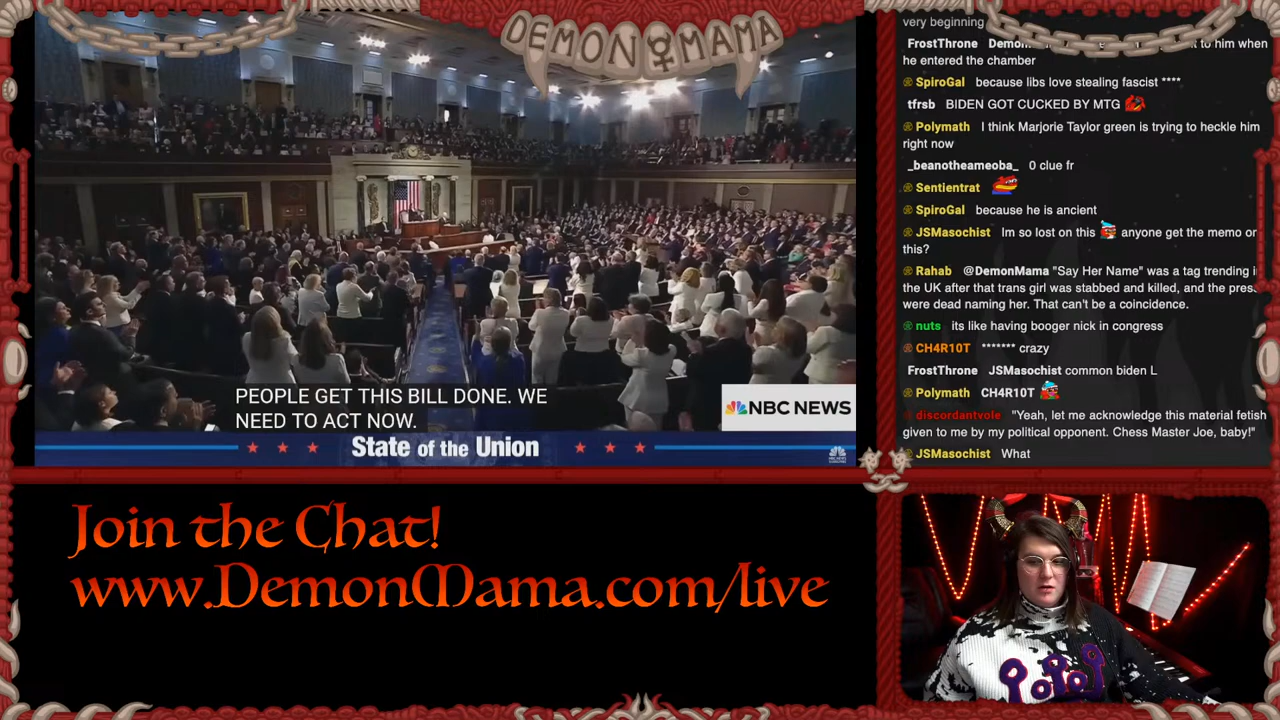 DEMON MAMA
very beginning
FrostThrone to him when
he entered the chamber
SpiroGal because libs love stealing fascist ****
tfrsb BIDEN GOT CUCKED BY MTG
Polymath I think Marjorie Taylor green is trying to heckle him
right now
_beanotheameoba_ 0 clue fr
Sentientrat
SpiroGal because he is ancient
JSMasochist Im so lost on this anyone get the memo on
this?
Rahab @DemonMama "Say Her Name" was a tag trending in
the UK after that trans girl was stabbed and killed, and the press
were dead naming her. That can't be a coincidence.
nuts its like having booger nick in congress
CH4R10T ******* crazy
FrostThrone JSMasochist common biden L
Polymath CH4R10T
discordantvole "Yeah, let me acknowledge this material fetish
given to me by my political opponent. Chess Master Joe, baby!"
JSMasochist What
PEOPLE GET THIS BILL DONE. WE
NEED TO ACT NOW.
NBC NEWS
State of the Union
Join the Chat!
www.DemonMama.com/live